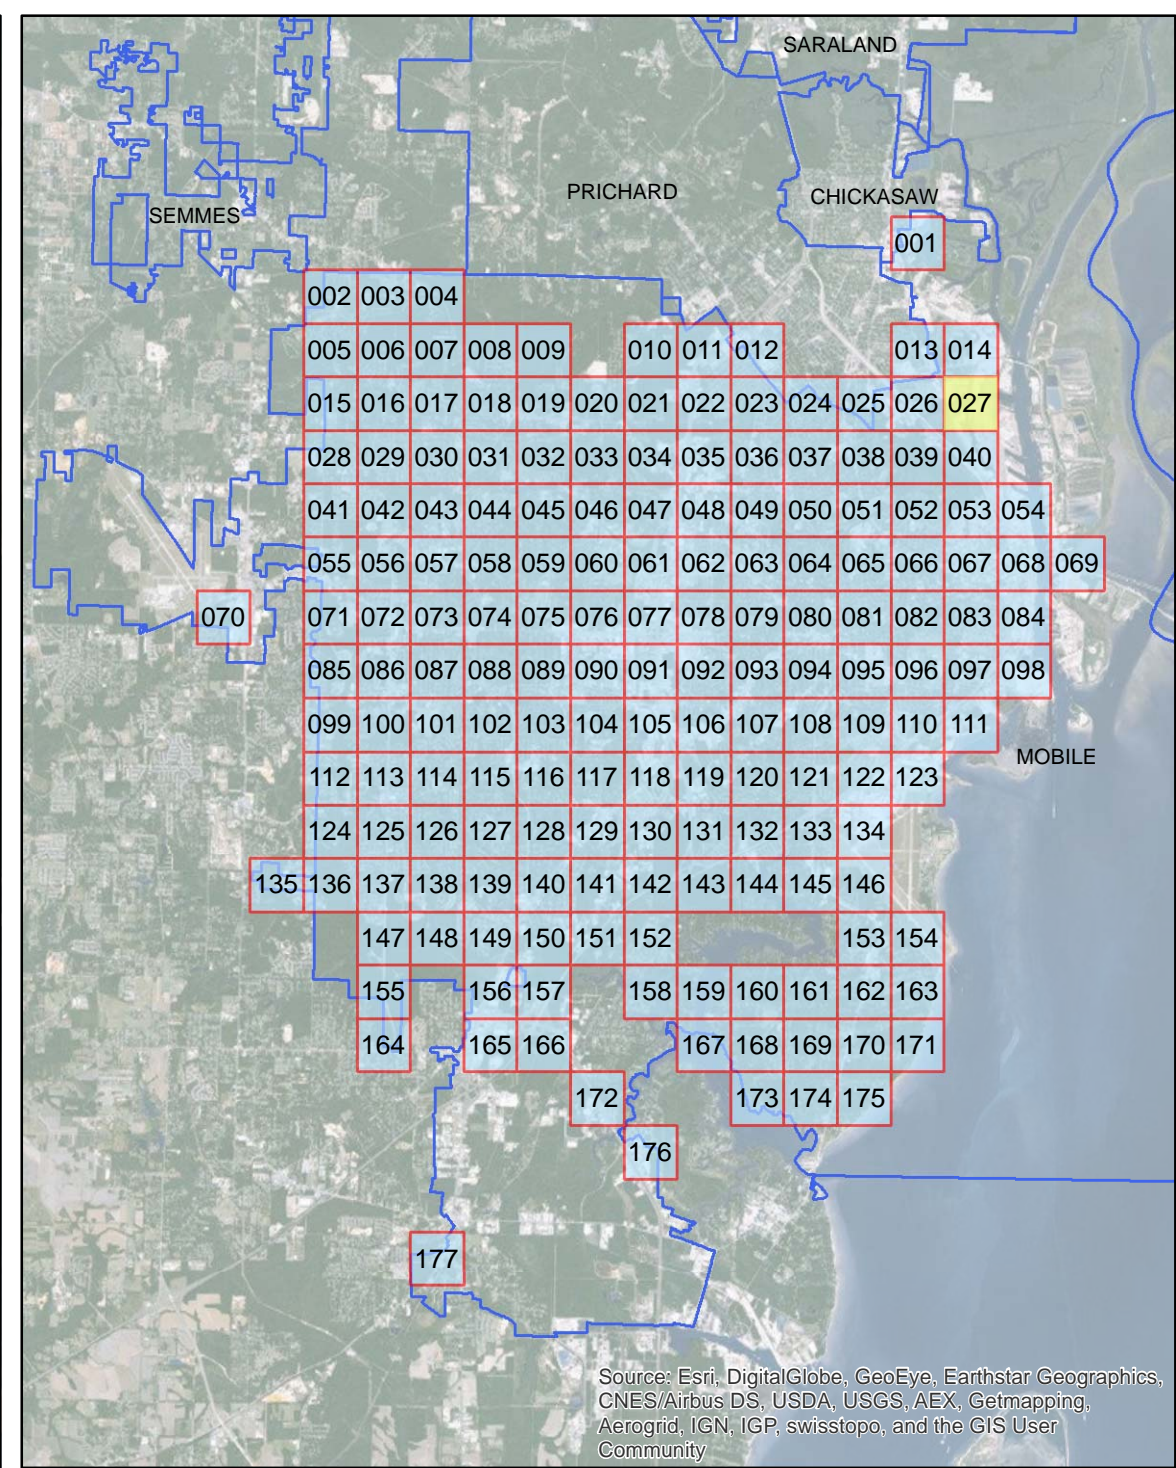 SARALAND
PRICHARD
CHICKASAW
SEMMES
001
002 003 004
005 006 007 008 009 010 011 012 013 014
015 016 017 018 019 020 021 022 023 024 025 026 027
028 029 030 031 032 033 034 035 036 037 038 039 040
041 042 043 044 045 046 047 048 049 050 051 052 053 054
055 056 057 058 059 060 061 062 063 064 065 066 067 068 069
070 071 072 073 074 075 076 077 078 079 080 081 082 083 084
085 086 087 088 089 090 091 092 093 094 095 096 097 098
099 100 101 102 103 104 105 106 107 108 109 110 111
MOBILE
112 113 114 115 116 117 118 119 120 121 122 123
124 125 126 127 128 129 130 131 132 133 134
135 136 137 138 139 140 141 142 143 144 145 146
147 148 149 150 151 152 153 154
155 156 157 158 159 160 161 162 163
164 165 166 167 168 169 170 171
172 173 174 175
176
177
Source: Esri, DigitalGlobe, GeoEye, Earthstar Geographics,
CNES/Airbus DS, USDA, USGS, AEX, Getmapping,
Aerogrid, IGN, IGP, swisstopo, and the GIS User
Community